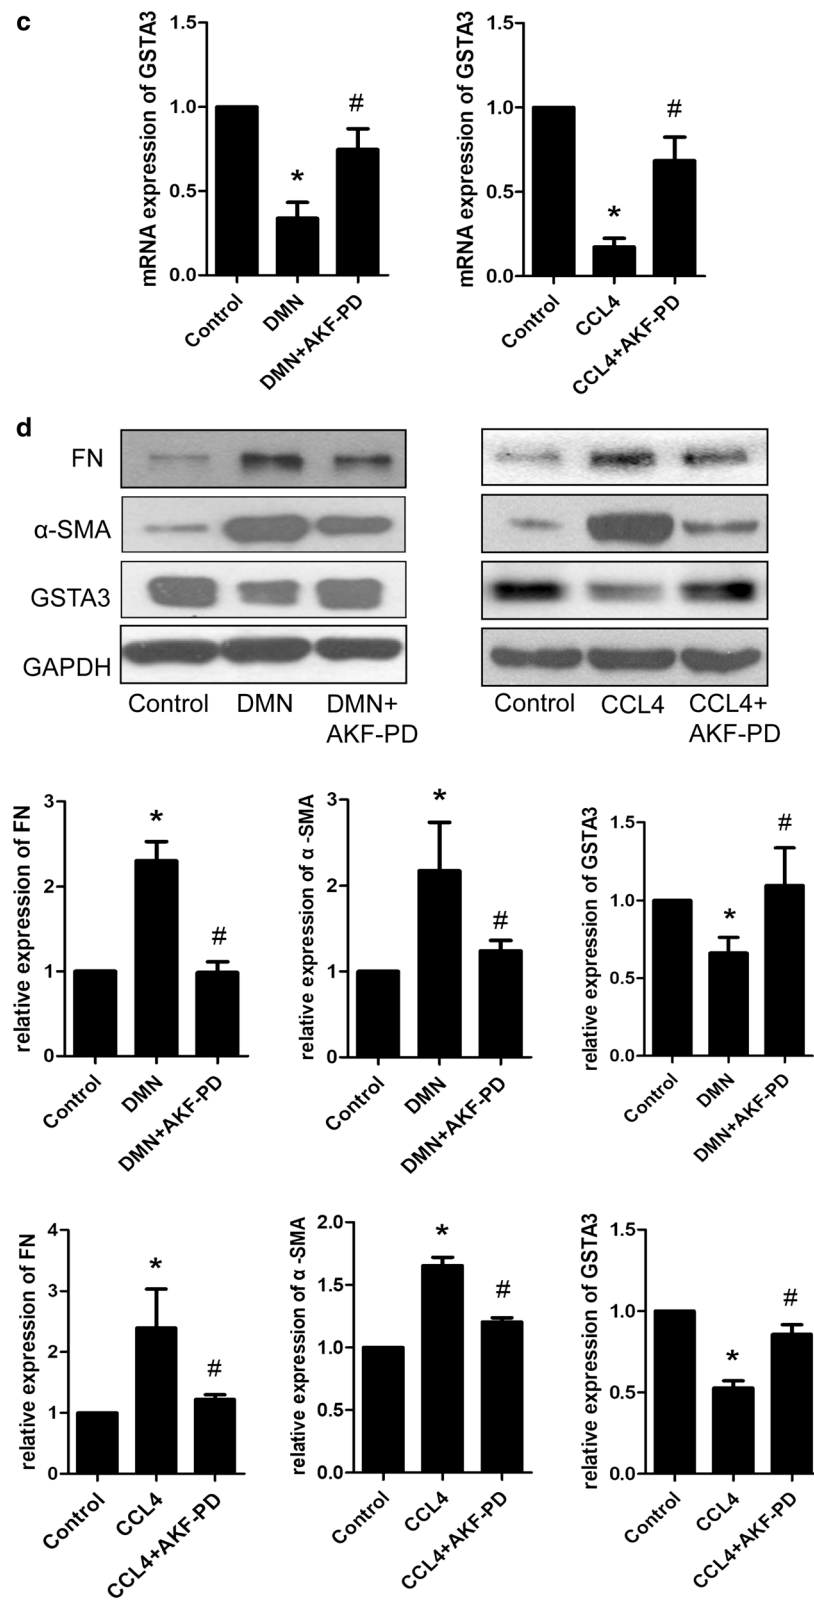 c
mRNA expression of GSTA3
1.5
1.0
0.5
0.0
*
#
Control
DMN
DMN+AKF-PD
mRNA expression of GSTA3
1.5
1.0
0.5
0.0
*
#
Control
CCL4
CCL4+AKF-PD
d
FN
α-SMA
GSTA3
GAPDH
Control
DMN
DMN+
AKF-PD
Control
CCL4
CCL4+
AKF-PD
relative expression of FN
3
2
1
0
*
#
Control
DMN
DMN+AKF-PD
relative expression of α -SMA
3
2
1
0
*
#
Control
DMN
DMN+AKF-PD
relative expression of GSTA3
1.5
1.0
0.5
0.0
*
#
Control
DMN
DMN+AKF-PD
relative expression of FN
4
3
2
1
0
*
#
Control
CCL4
CCL4+AKF-PD
relative expression of α -SMA
2.0
1.5
1.0
0.5
0.0
*
#
Control
CCL4
CCL4+AKF-PD
relative expression of GSTA3
1.5
1.0
0.5
0.0
*
#
Control
CCL4
CCL4+AKF-PD